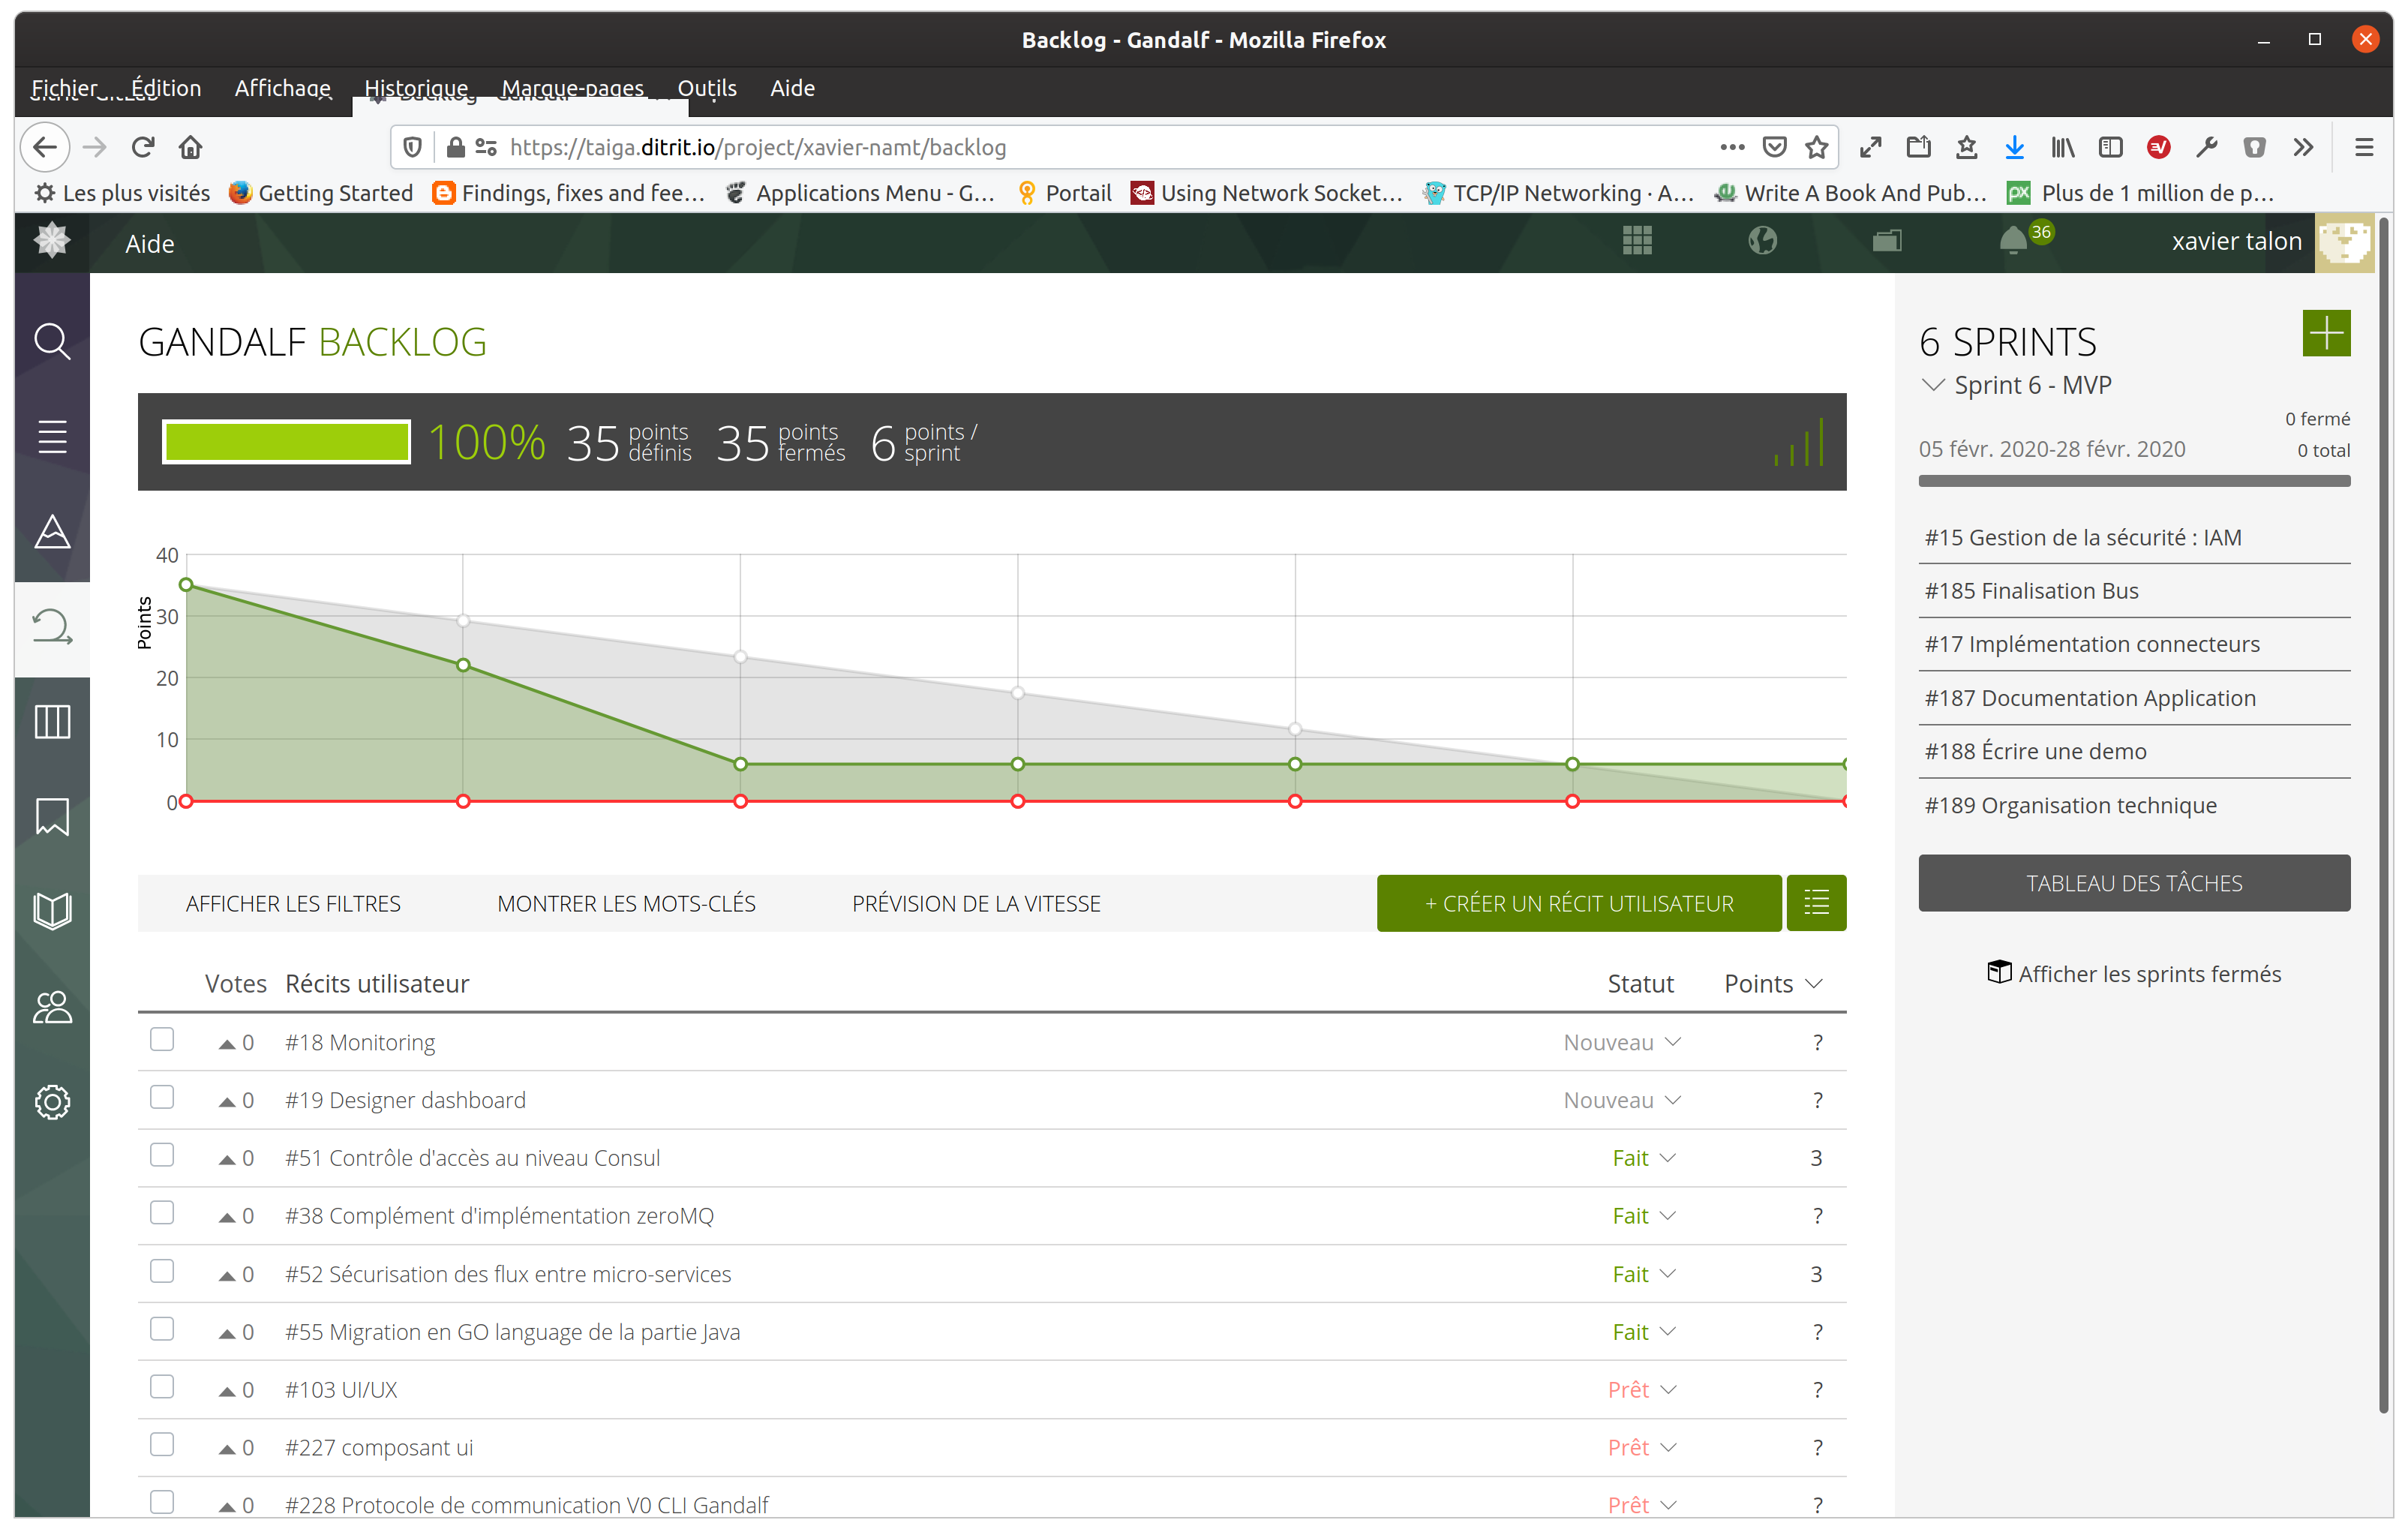 Backlog - Gandalf - Mozilla Firefox
Fichier Édition Affichage Historique Marque-pages Outils Aide
https://taiga.ditrit.io/project/xavier-namt/backlog
Les plus visités Getting Started Findings, fixes and fee... Applications Menu - G... Portail Using Network Socket... TCP/IP Networking · A... Write A Book And Pub... Plus de 1 million de p...
Aide 36 xavier talon
GANDALF BACKLOG
100% 35 points définis 35 points fermés 6 points / sprint
40
30
20
10
0
Points
AFFICHER LES FILTRES MONTRER LES MOTS-CLÉS PRÉVISION DE LA VITESSE + CRÉER UN RÉCIT UTILISATEUR
Votes Récits utilisateur Statut Points
0 #18 Monitoring Nouveau ?
0 #19 Designer dashboard Nouveau ?
0 #51 Contrôle d'accès au niveau Consul Fait 3
0 #38 Complément d'implémentation zeroMQ Fait ?
0 #52 Sécurisation des flux entre micro-services Fait 3
0 #55 Migration en GO language de la partie Java Fait ?
0 #103 UI/UX Prêt ?
0 #227 composant ui Prêt ?
0 #228 Protocole de communication V0 CLI Gandalf Prêt ?
6 SPRINTS
Sprint 6 - MVP
0 fermé
05 févr. 2020-28 févr. 2020 0 total
#15 Gestion de la sécurité : IAM
#185 Finalisation Bus
#17 Implémentation connecteurs
#187 Documentation Application
#188 Écrire une demo
#189 Organisation technique
TABLEAU DES TÂCHES
Afficher les sprints fermés